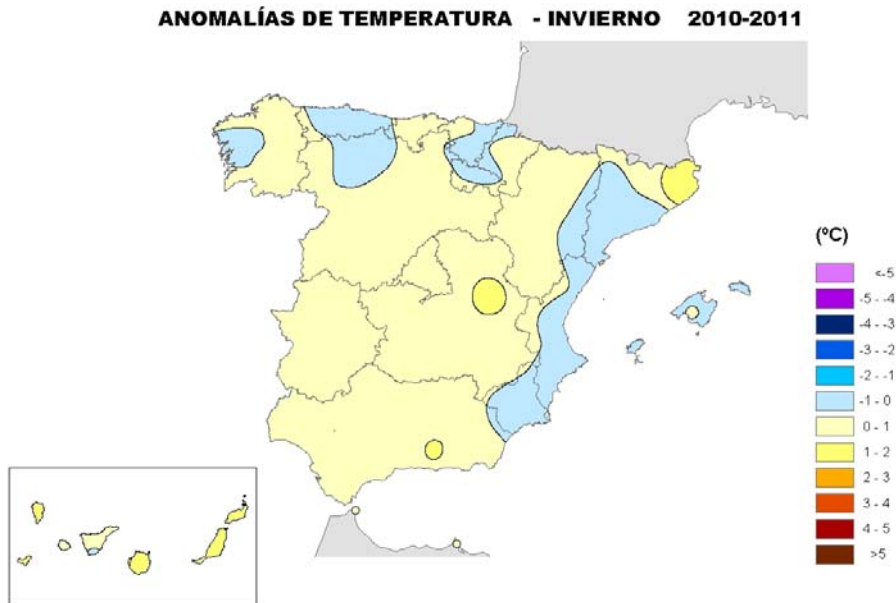 ANOMALÍAS DE TEMPERATURA - INVIERNO 2010-2011
(ºC)
<-5
-5 - -4
-4 - -3
-3 - -2
-2 - -1
-1 - 0
0 - 1
1 - 2
2 - 3
3 - 4
4 - 5
>5